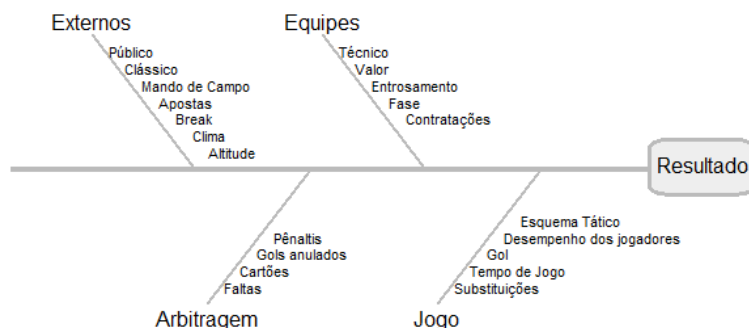 Externos
Público
Clássico
Mando de Campo
Apostas
Break
Clima
Altitude
Equipes
Técnico
Valor
Entrosamento
Fase
Contratações
Resultado
Pênaltis
Gols anulados
Cartões
Faltas
Arbitragem
Esquema Tático
Desempenho dos jogadores
Gol
Tempo de Jogo
Substituições
Jogo